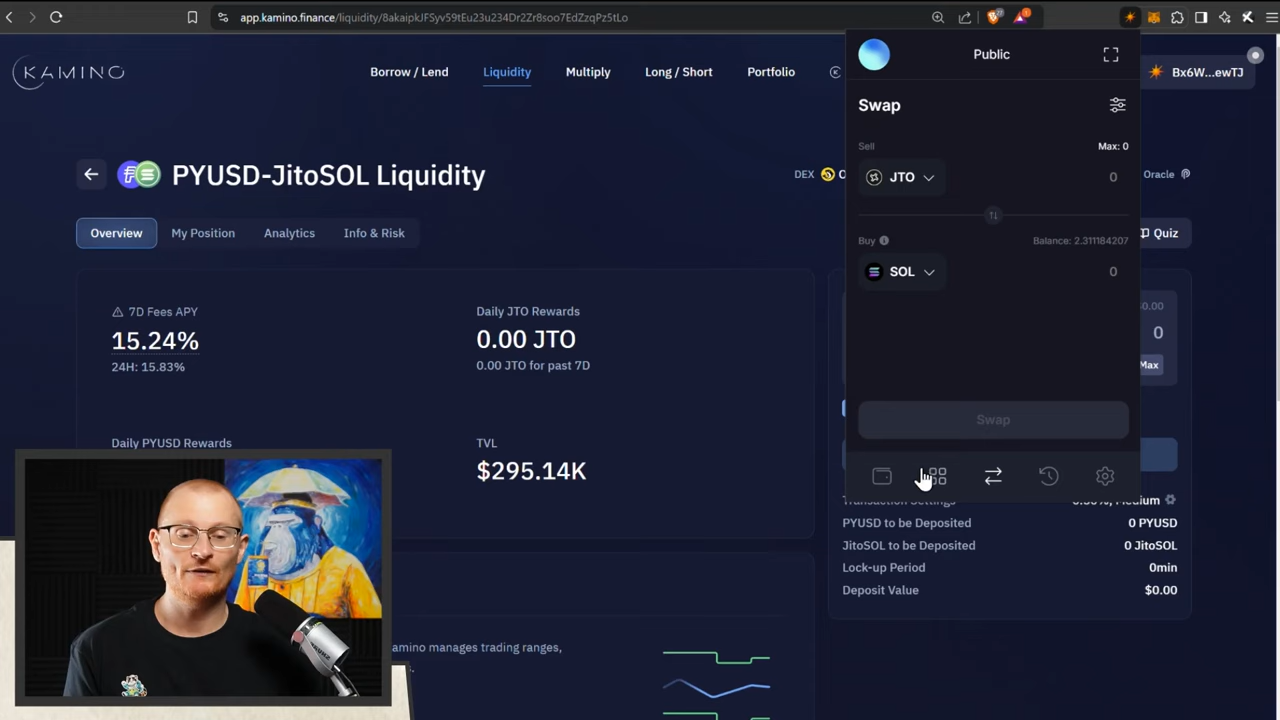 app.kamino.finance/liquidity/8akaipkJFSyv59tEu23u234Dr2Zr8soo7EdZzqPz5tLo
KAMINO
Borrow / Lend
Liquidity
Multiply
Long / Short
Portfolio
Public
Bx6W...ewTJ
PYUSD-JitoSOL Liquidity
DEX
Oracle
Overview
My Position
Analytics
Info & Risk
Quiz
Swap
Sell
Max: 0
JTO
0
Buy
Balance: 2.311184207
SOL
0
Swap
7D Fees APY
15.24%
24H: 15.83%
Daily JTO Rewards
0.00 JTO
0.00 JTO for past 7D
Daily PYUSD Rewards
TVL
$295.14K
0
Max
PYUSD to be Deposited
0 PYUSD
JitoSOL to be Deposited
0 JitoSOL
Lock-up Period
0min
Deposit Value
$0.00
amino manages trading ranges,